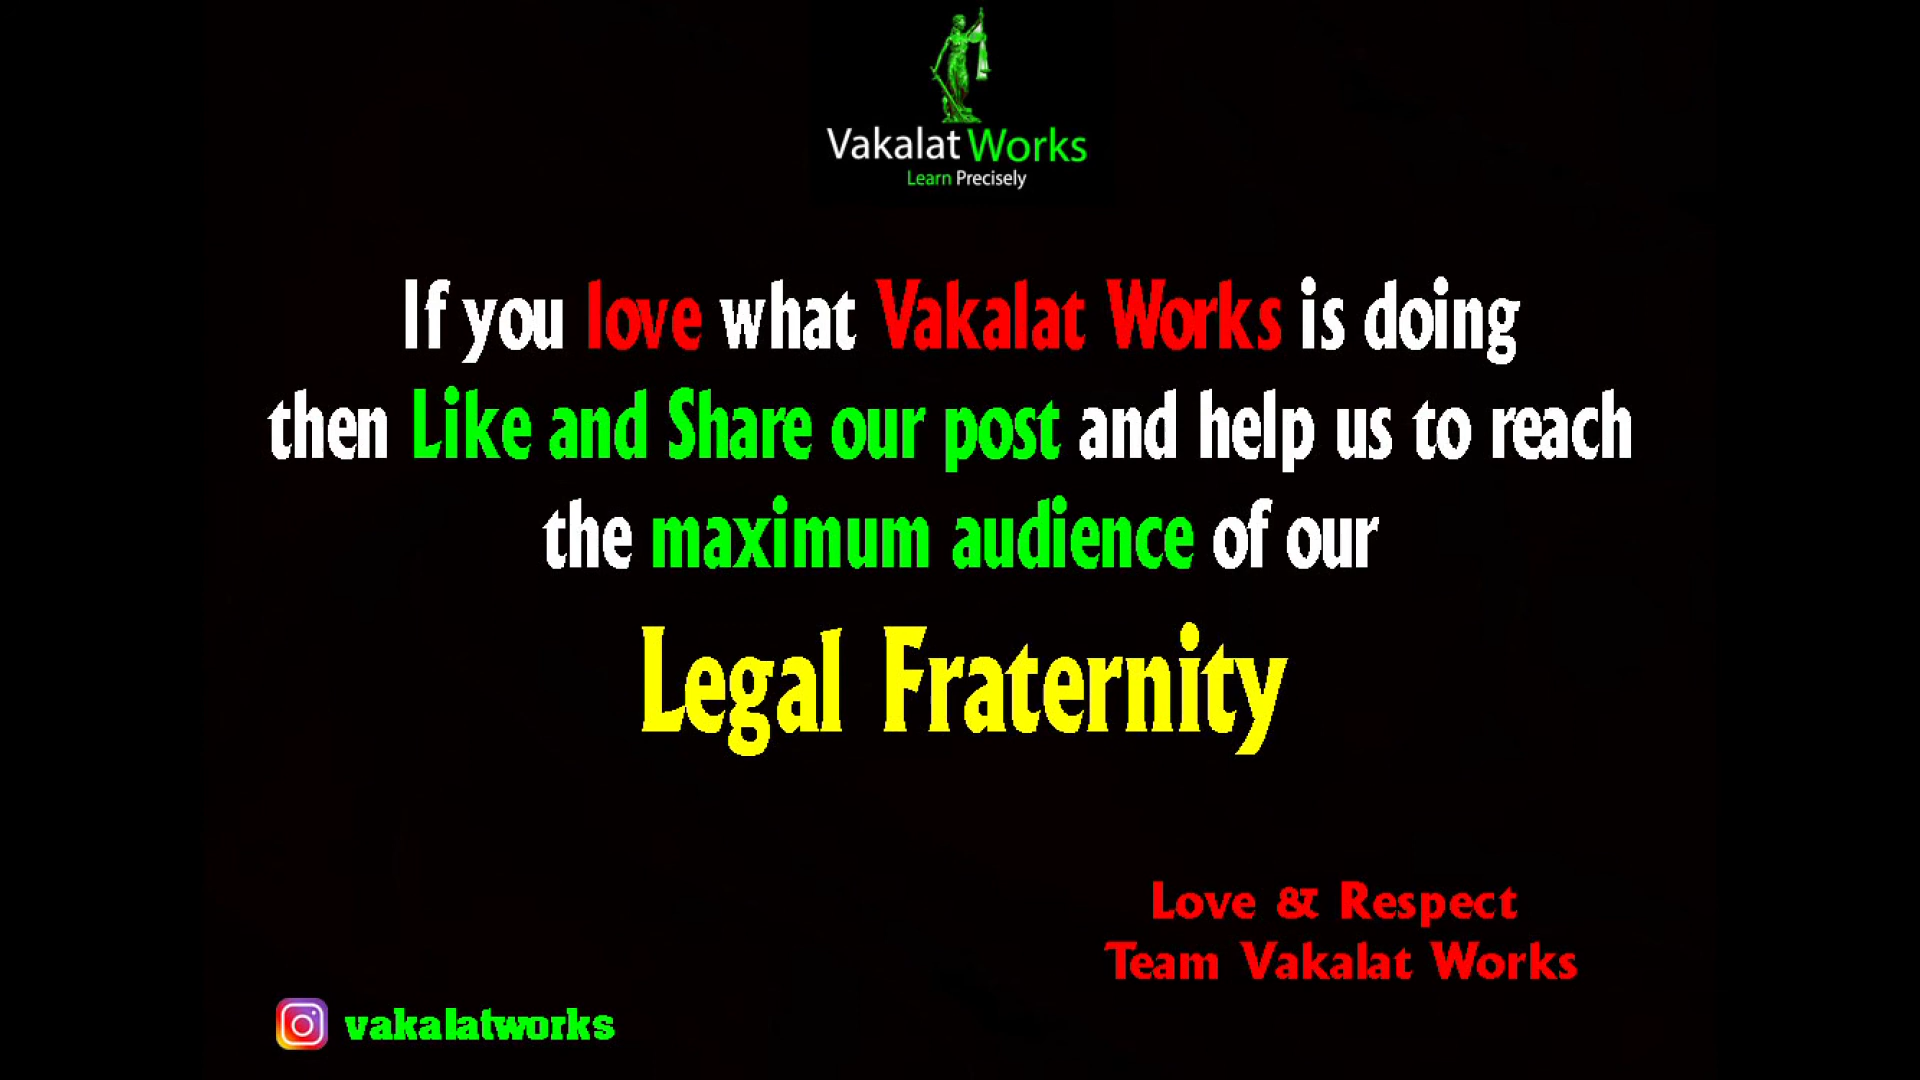 Vakalat Works
Learn Precisely
If you love what Vakalat Works is doing
then Like and Share our post and help us to reach
the maximum audience of our
Legal Fraternity
Love & Respect
Team Vakalat Works
vakalatworks